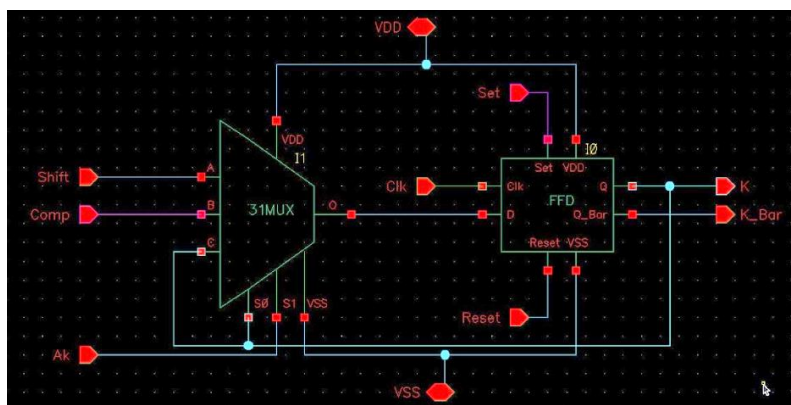 VDD
Set
VDD
I1
I0
Shift
A
Clk
Clk
Set VDD
Q
K
Comp
B
31MUX
O
D
FFD
Q_Bar
K_Bar
C
Reset VSS
S0 S1 VSS
Reset
Ak
VSS